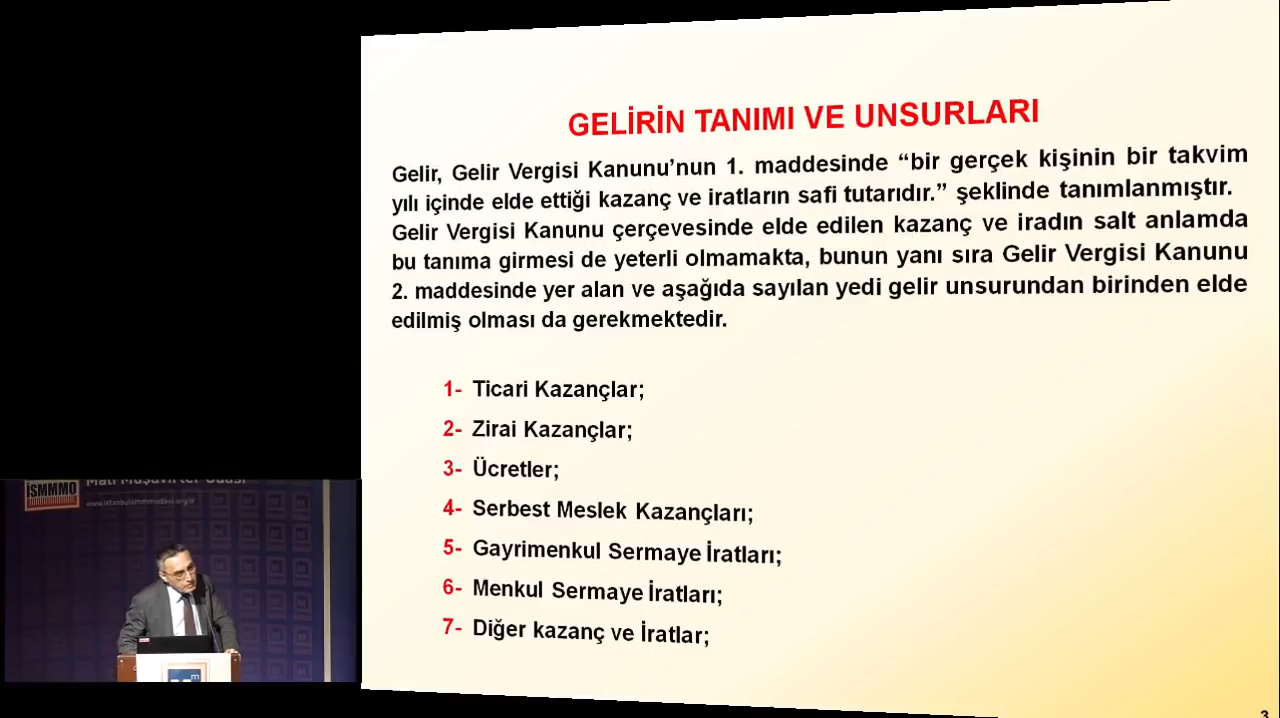 GELİRİN TANIMI VE UNSURLARI
Gelir, Gelir Vergisi Kanunu’nun 1. maddesinde “bir gerçek kişinin bir takvim
yılı içinde elde ettiği kazanç ve iratların safi tutarıdır.” şeklinde tanımlanmıştır.
Gelir Vergisi Kanunu çerçevesinde elde edilen kazanç ve iradın salt anlamda
bu tanıma girmesi de yeterli olmamakta, bunun yanı sıra Gelir Vergisi Kanunu
2. maddesinde yer alan ve aşağıda sayılan yedi gelir unsurundan birinden elde
edilmiş olması da gerekmektedir.
1- Ticari Kazançlar;
2- Zirai Kazançlar;
3- Ücretler;
4- Serbest Meslek Kazançları;
5- Gayrimenkul Sermaye İratları;
6- Menkul Sermaye İratları;
7- Diğer kazanç ve İratlar;
3
İSMMMO
Mali Müşavirler Odası
www.istanbulsmmmodasi.org.tr